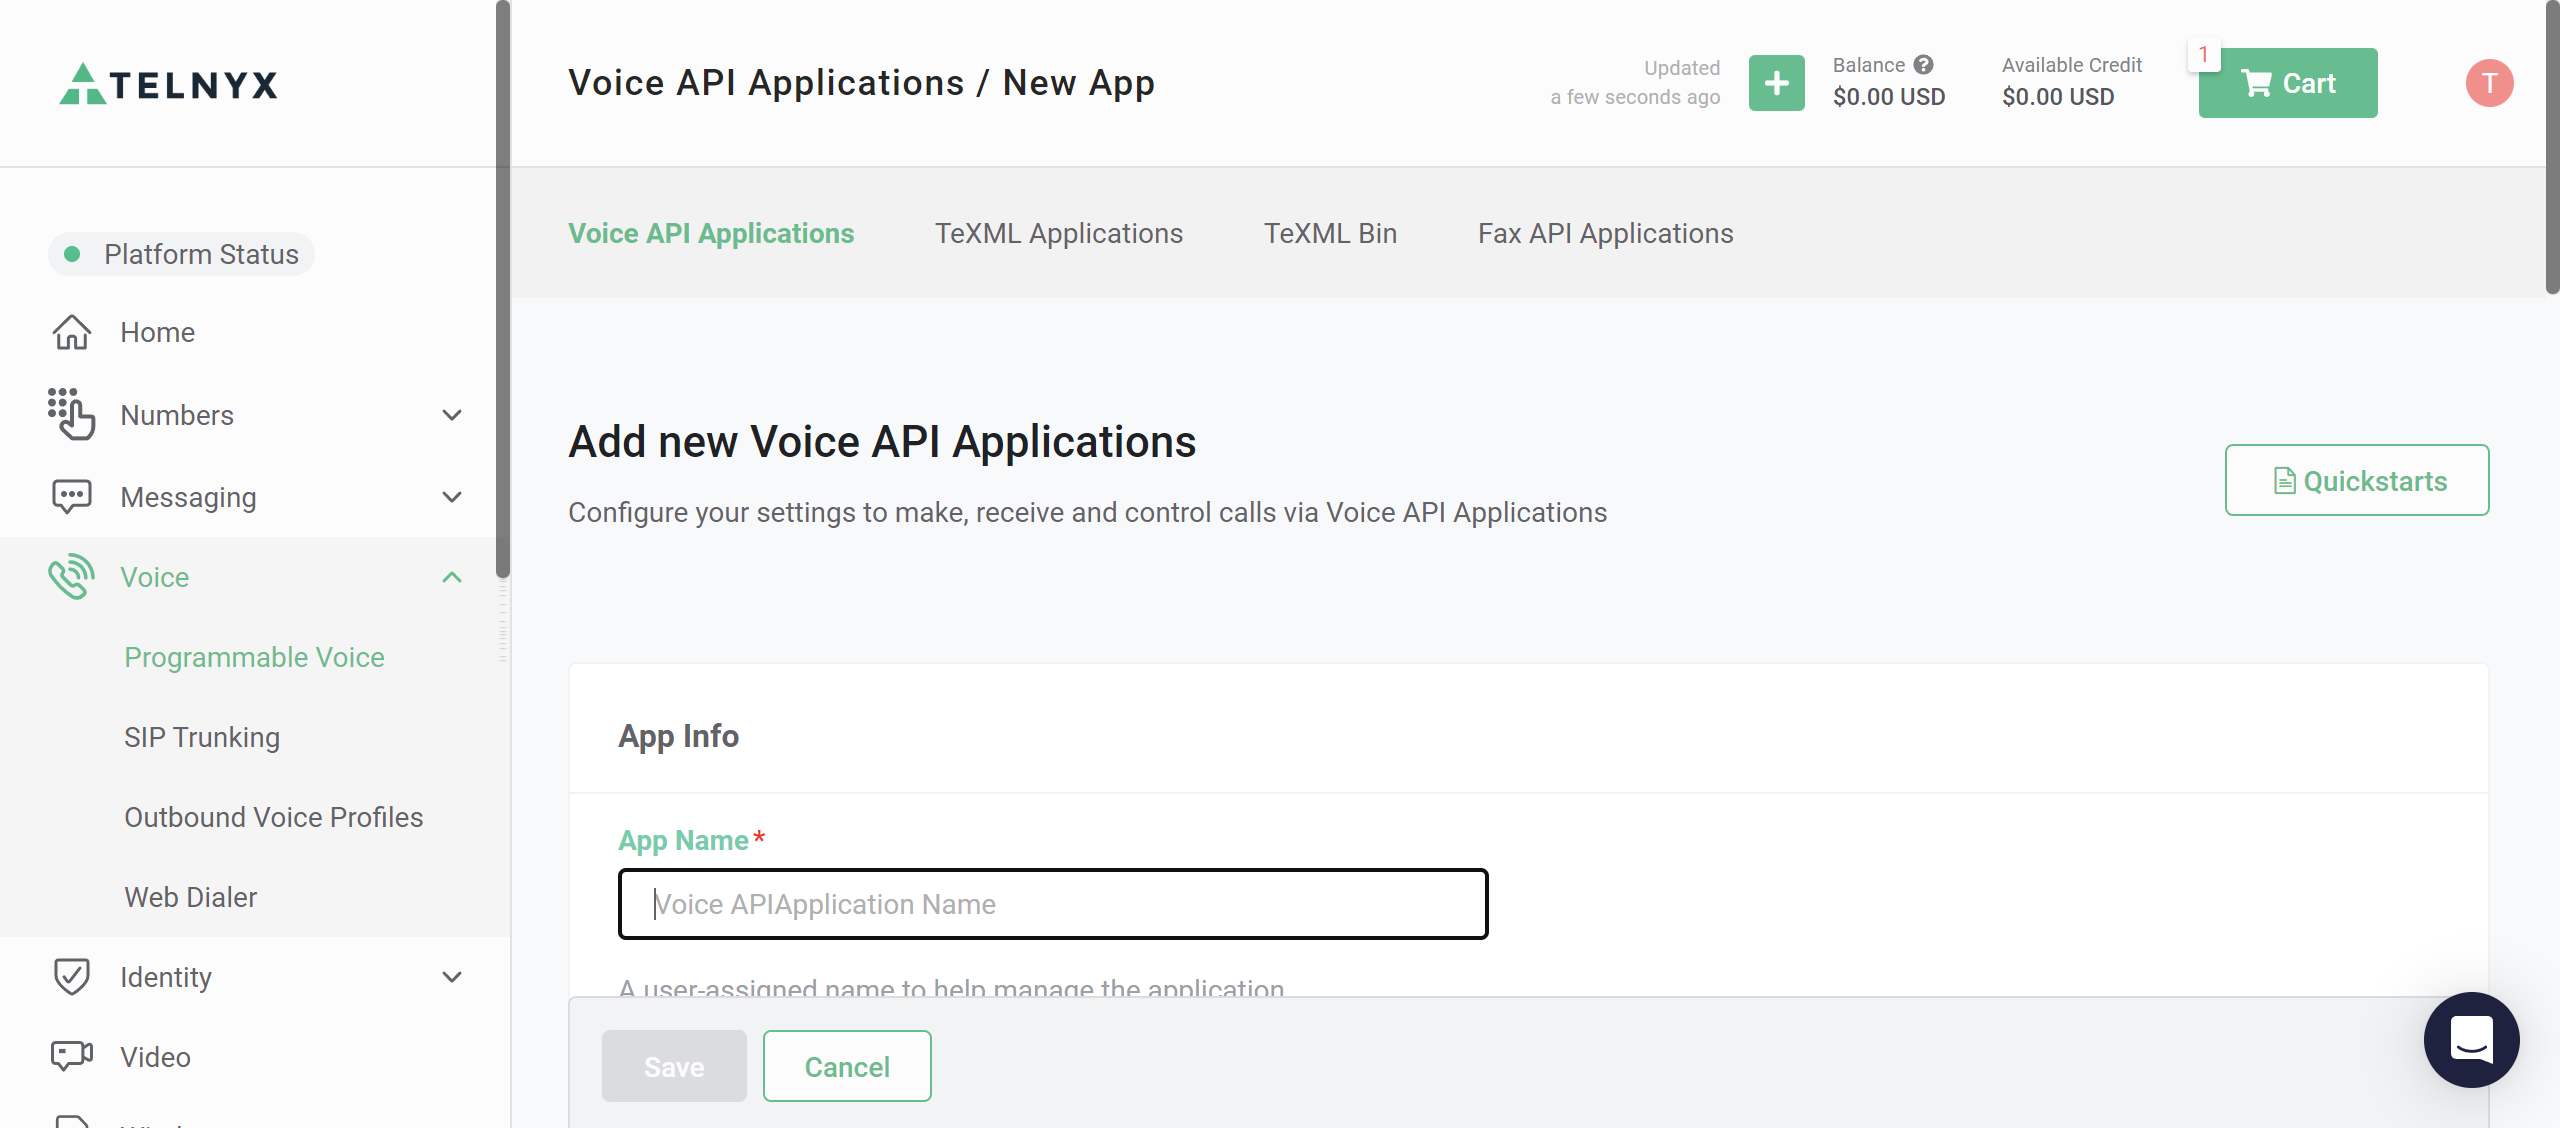 TELNYX
Voice API Applications / New App
Updated
a few seconds ago
Balance
$0.00 USD
Available Credit
$0.00 USD
1
Cart
T
Platform Status
Home
Numbers
Messaging
Voice
Programmable Voice
SIP Trunking
Outbound Voice Profiles
Web Dialer
Identity
Video
Voice API Applications
TeXML Applications
TeXML Bin
Fax API Applications
Add new Voice API Applications
Configure your settings to make, receive and control calls via Voice API Applications
Quickstarts
App Info
App Name *
Voice APIApplication Name
A user-assigned name to help manage the application
Save
Cancel